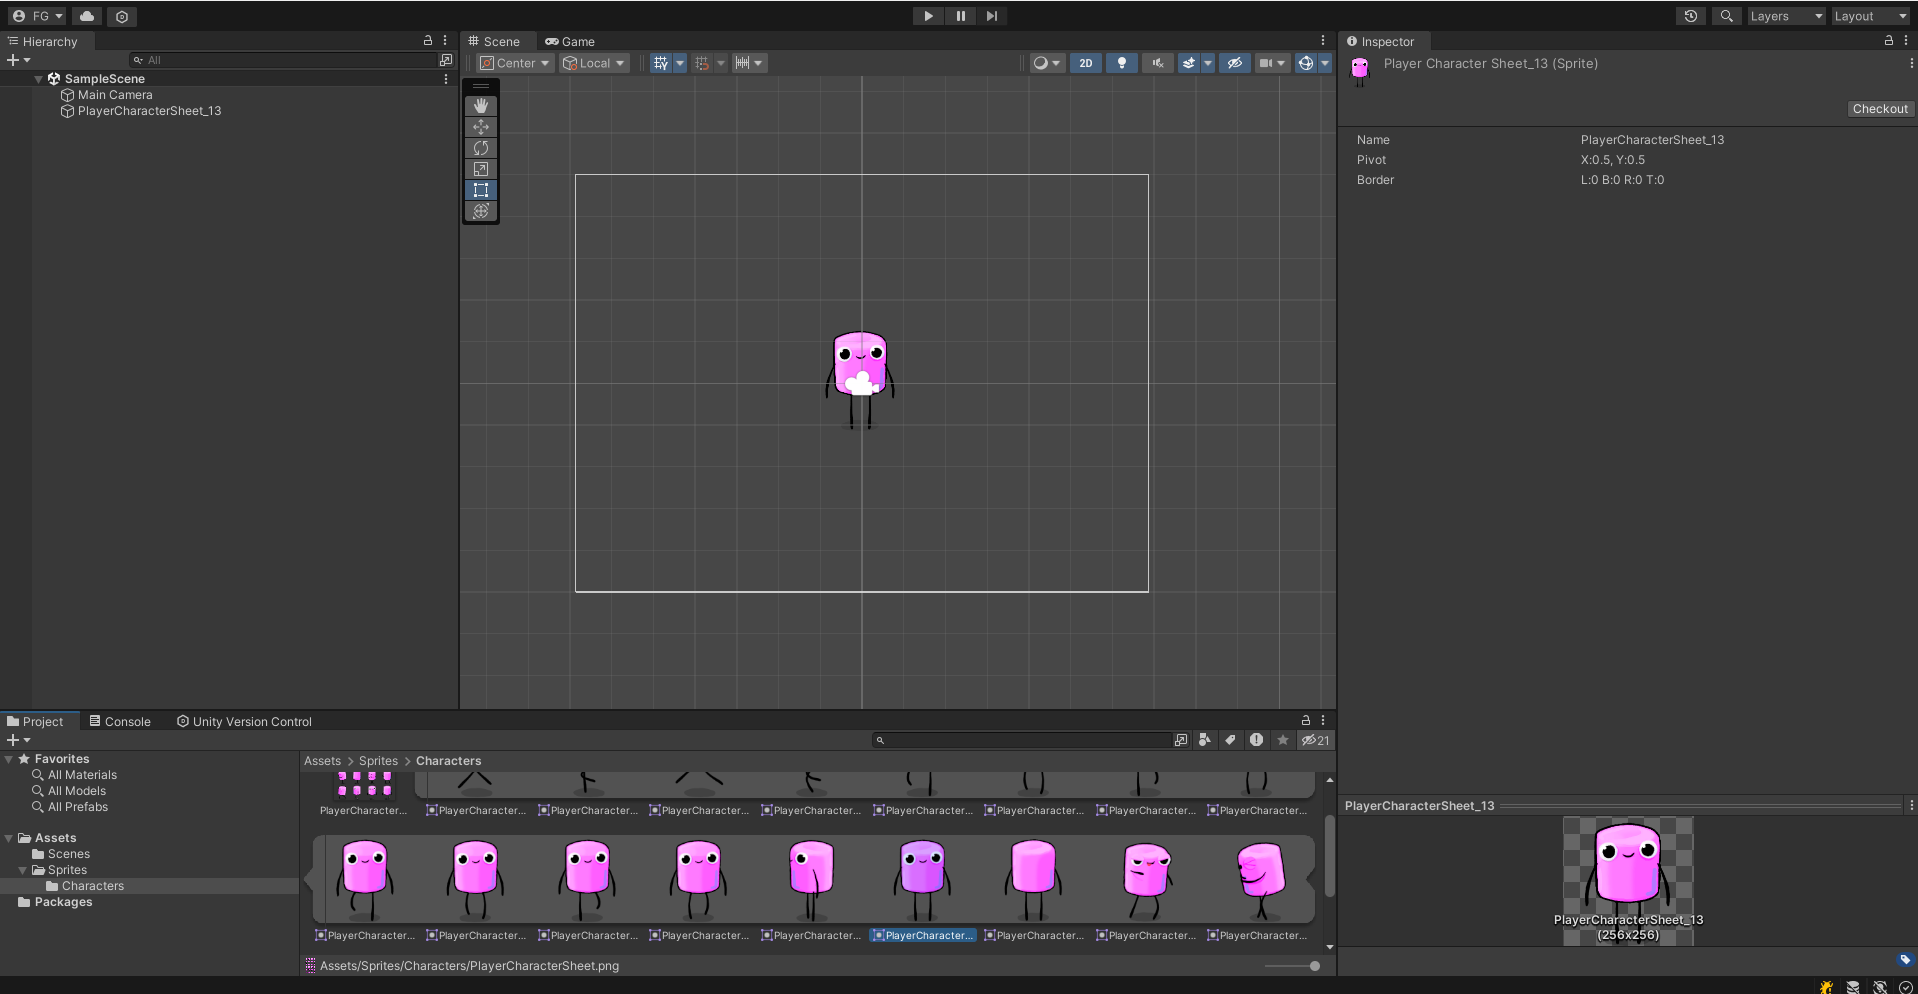 FG
Layers
Layout
Hierarchy
All
SampleScene
Main Camera
PlayerCharacterSheet_13
Scene
Game
Center
Local
2D
Inspector
Player Character Sheet_13 (Sprite)
Checkout
Name PlayerCharacterSheet_13
Pivot X:0.5, Y:0.5
Border L:0 B:0 R:0 T:0
Project
Console
Unity Version Control
21
Favorites
All Materials
All Models
All Prefabs
Assets
Scenes
Sprites
Characters
Packages
Assets > Sprites > Characters
PlayerCharacter... PlayerCharacter... PlayerCharacter... PlayerCharacter... PlayerCharacter... PlayerCharacter... PlayerCharacter... PlayerCharacter... PlayerCharacter...
PlayerCharacter... PlayerCharacter... PlayerCharacter... PlayerCharacter... PlayerCharacter... PlayerCharacter... PlayerCharacter... PlayerCharacter... PlayerCharacter...
Assets/Sprites/Characters/PlayerCharacterSheet.png
PlayerCharacterSheet_13
PlayerCharacterSheet_13
(256x256)